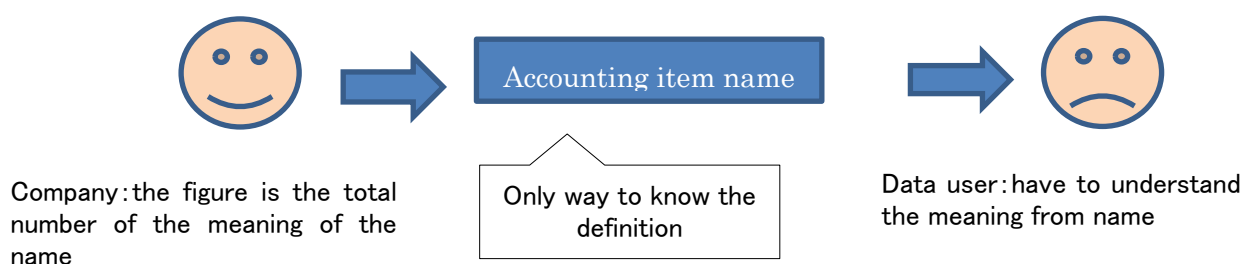 Accounting item name
Company:the figure is the total
number of the meaning of the
name
Only way to know the
definition
Data user:have to understand
the meaning from name